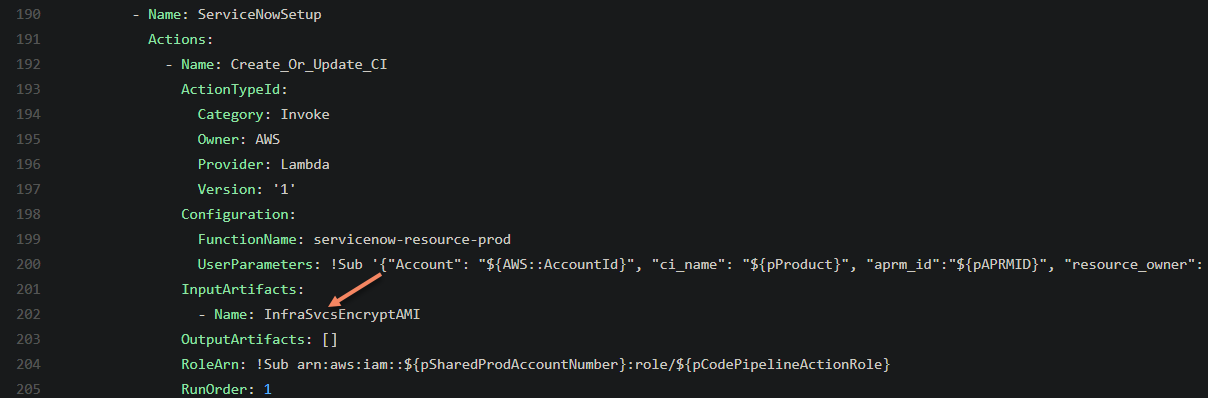 190 - Name: ServiceNowSetup
191 Actions:
192 - Name: Create_Or_Update_CI
193 ActionTypeId:
194 Category: Invoke
195 Owner: AWS
196 Provider: Lambda
197 Version: '1'
198 Configuration:
199 FunctionName: servicenow-resource-prod
200 UserParameters: !Sub '{"Account": "${AWS::AccountId}", "ci_name": "${pProduct}", "aprm_id":"${pAPRMID}", "resource_owner":
201 InputArtifacts:
202 - Name: InfraSvcsEncryptAMI
203 OutputArtifacts: []
204 RoleArn: !Sub arn:aws:iam::${pSharedProdAccountNumber}:role/${pCodePipelineActionRole}
205 RunOrder: 1